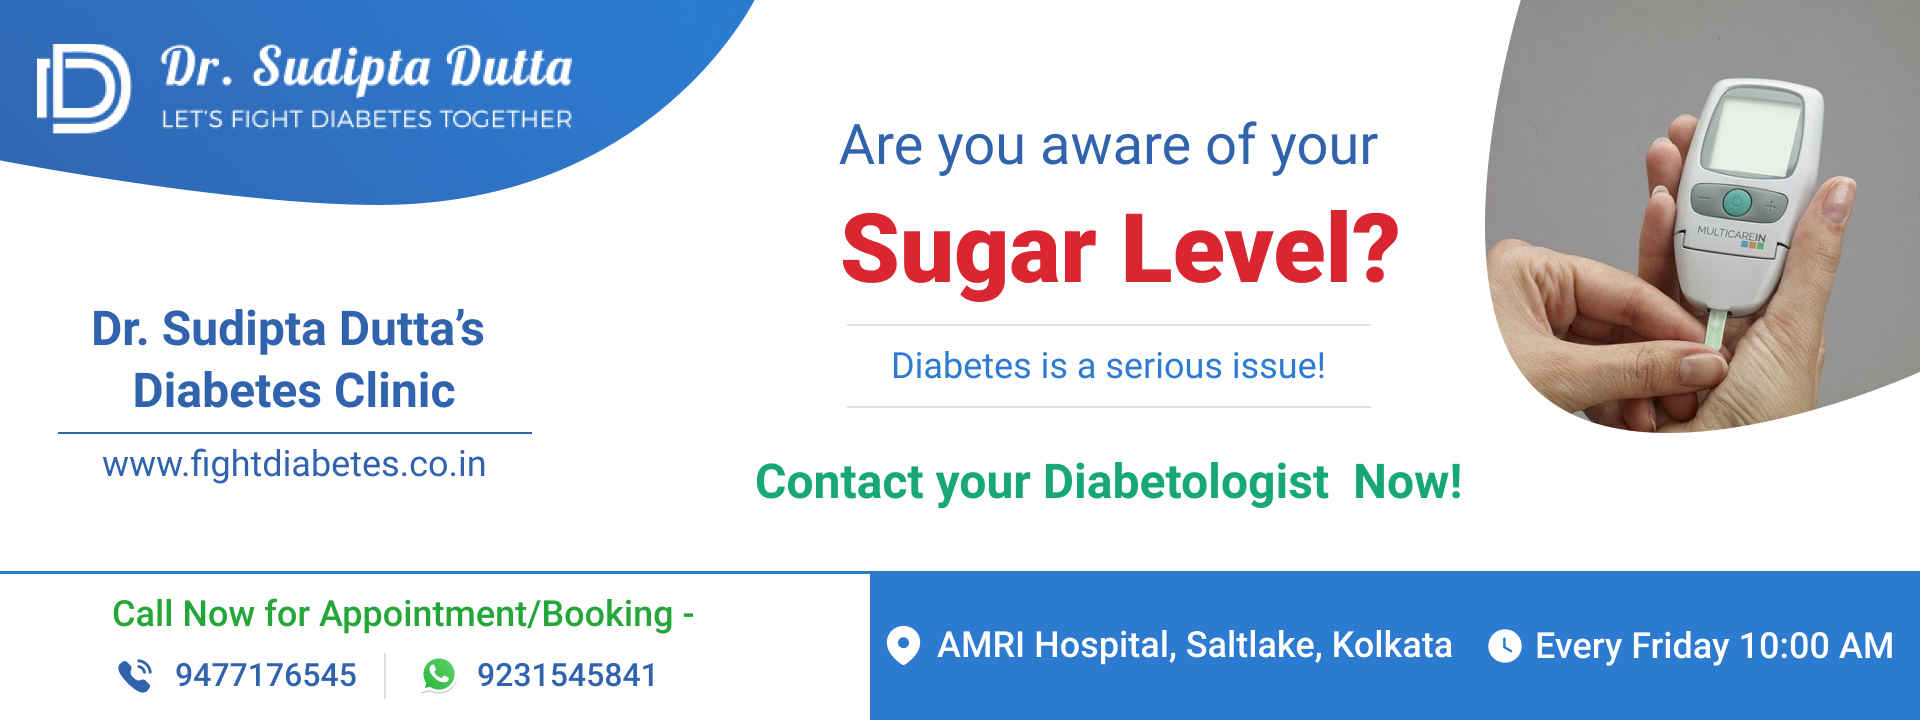 Dr. Sudipta Dutta
LET'S FIGHT DIABETES TOGETHER
Dr. Sudipta Dutta’s
Diabetes Clinic
www.fightdiabetes.co.in
Are you aware of your
Sugar Level?
Diabetes is a serious issue!
Contact your Diabetologist Now!
MULTICAREIN
Call Now for Appointment/Booking -
9477176545
9231545841
AMRI Hospital, Saltlake, Kolkata
Every Friday 10:00 AM